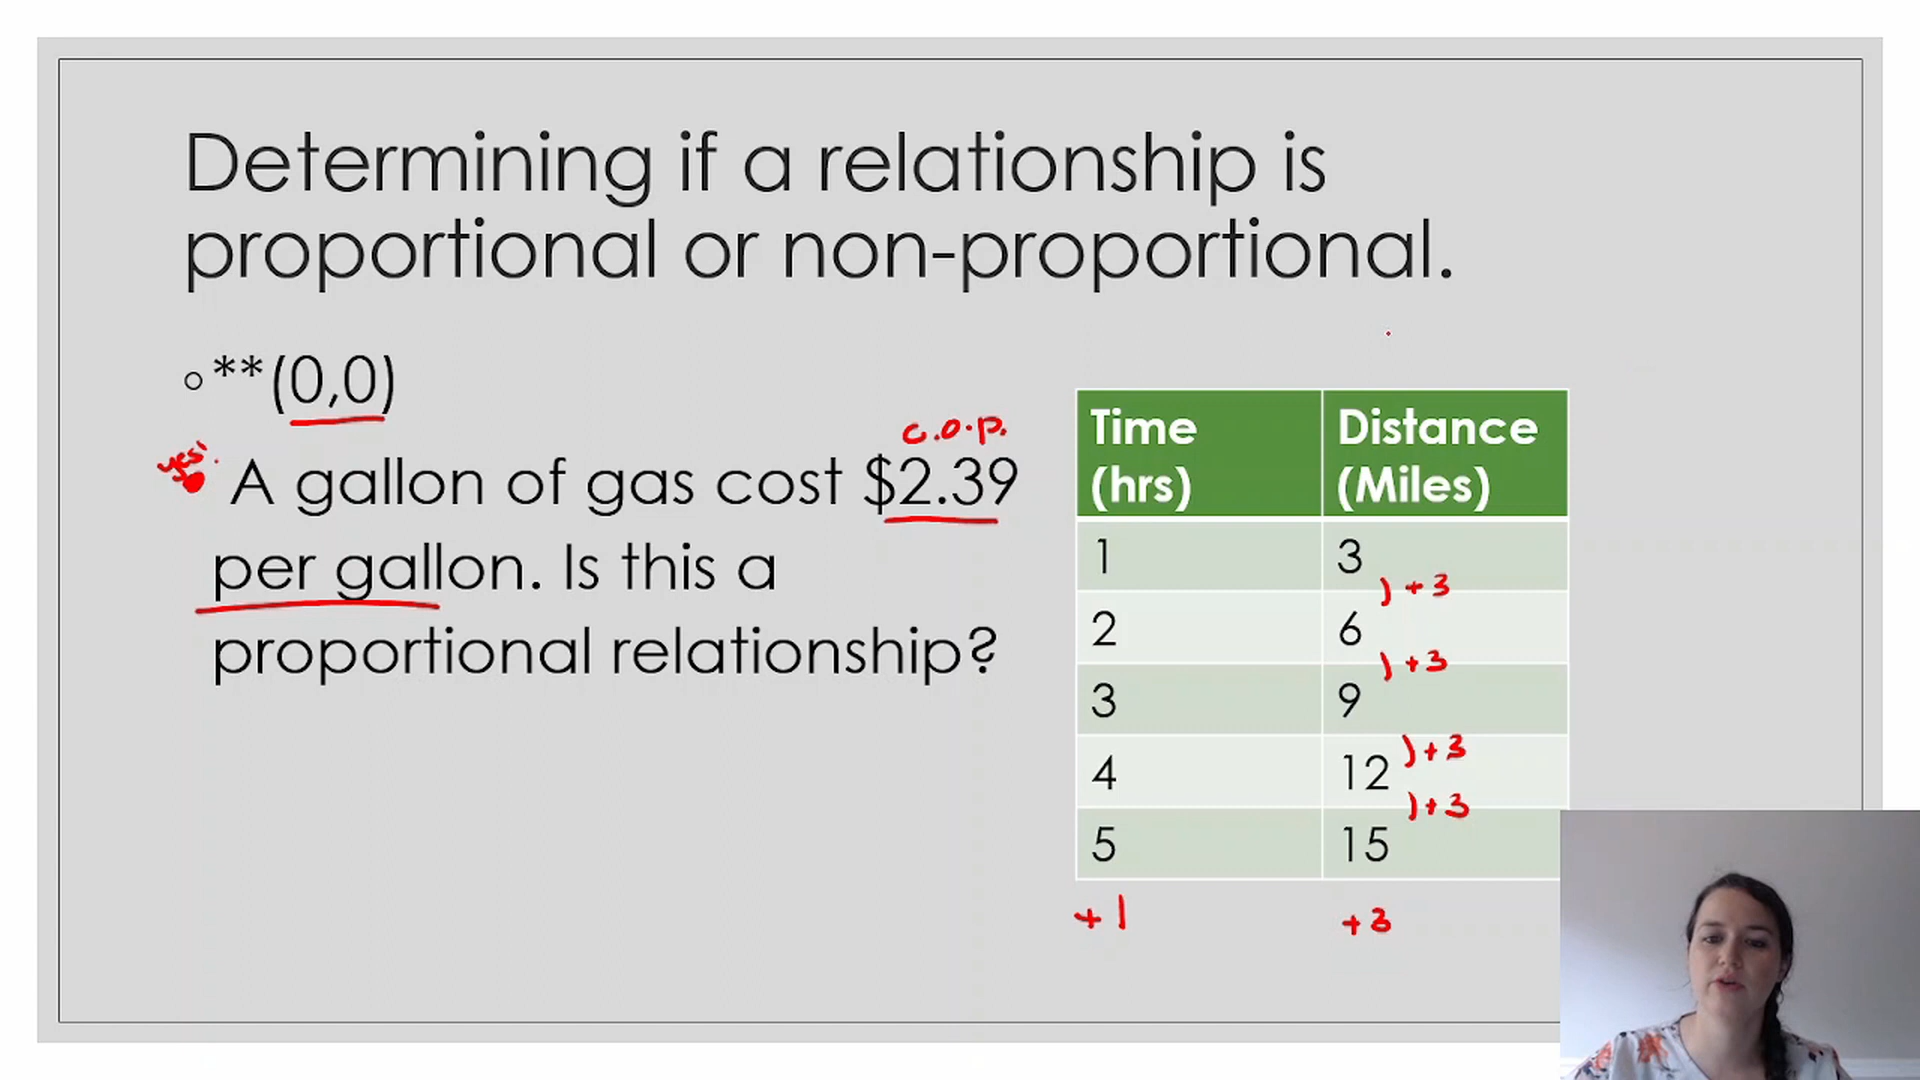 Determining if a relationship is
proportional or non-proportional.
**(0,0)
c.o.p.
yes!
A gallon of gas cost $2.39
per gallon. Is this a
proportional relationship?
Time (hrs) Distance (Miles)
1 3
) + 3
2 6
) + 3
3 9
) + 3
4 12
) + 3
5 15
+ 1 + 3